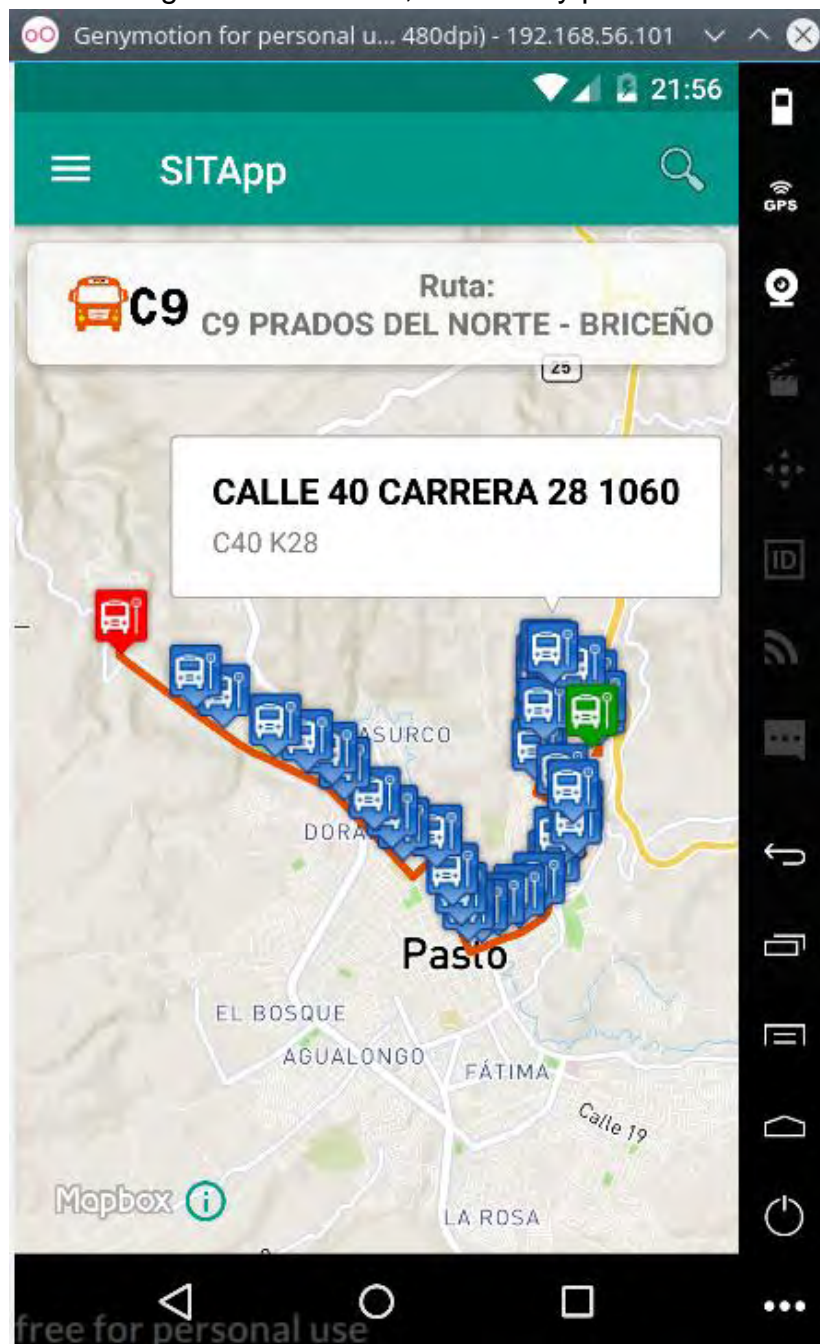 Genymotion for personal u... 480dpi) - 192.168.56.101
21:56
SITApp
GPS
C9
Ruta:
C9 PRADOS DEL NORTE - BRICEÑO
25
CALLE 40 CARRERA 28 1060
C40 K28
ID
ASURCO
DORA
Pasto
EL BOSQUE
AGUALONGO
FÁTIMA
Calle 19
Mapbox
LA ROSA
free for personal use